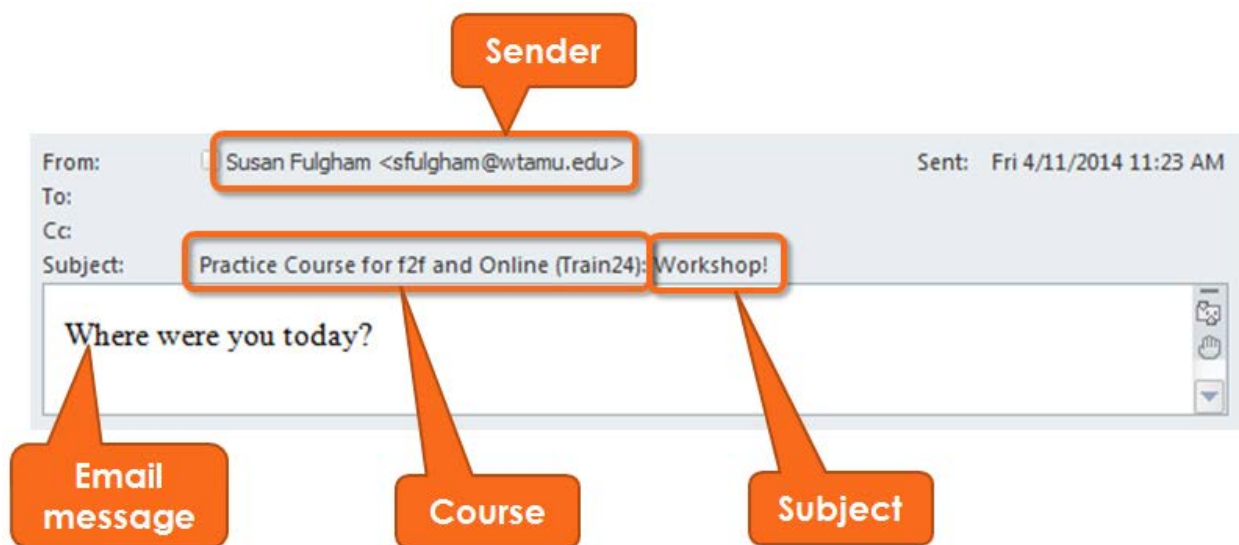 Sender
From: Susan Fulgham <sfulgham@wtamu.edu> Sent: Fri 4/11/2014 11:23 AM
To:
Cc:
Subject: Practice Course for f2f and Online (Train24): Workshop!
Where were you today?
Email
message
Course
Subject